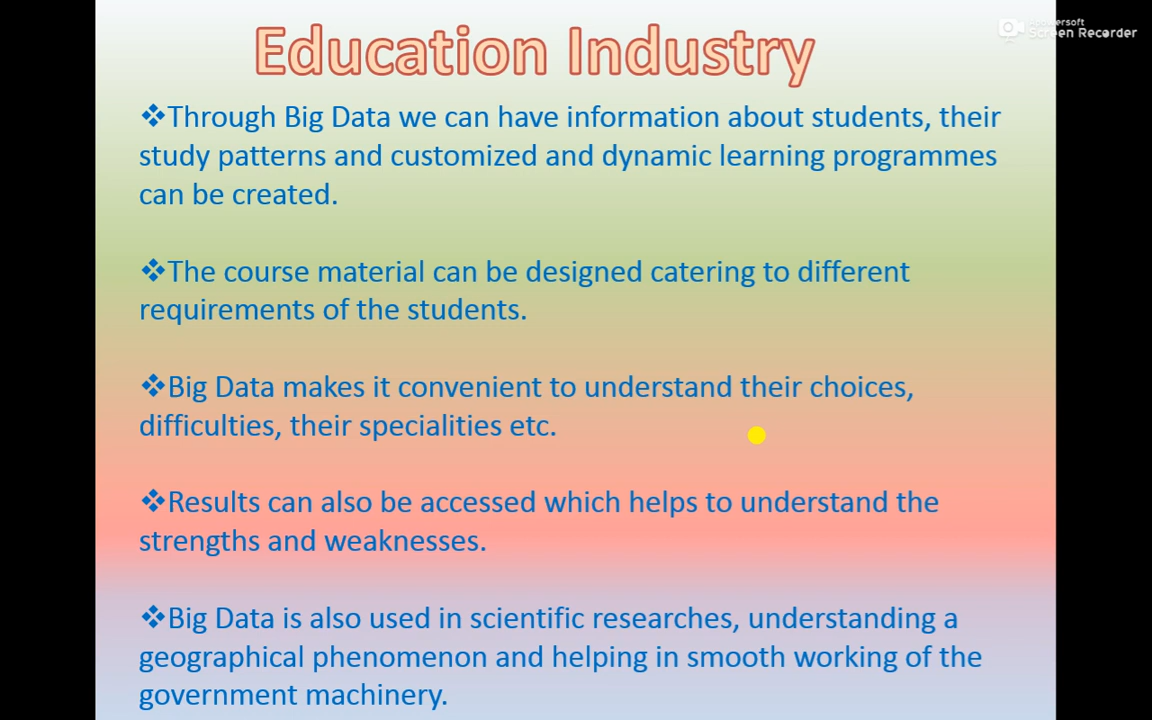 Education Industry
Apowersoft
Screen Recorder
❖Through Big Data we can have information about students, their
study patterns and customized and dynamic learning programmes
can be created.
❖The course material can be designed catering to different
requirements of the students.
❖Big Data makes it convenient to understand their choices,
difficulties, their specialities etc.
❖Results can also be accessed which helps to understand the
strengths and weaknesses.
❖Big Data is also used in scientific researches, understanding a
geographical phenomenon and helping in smooth working of the
government machinery.